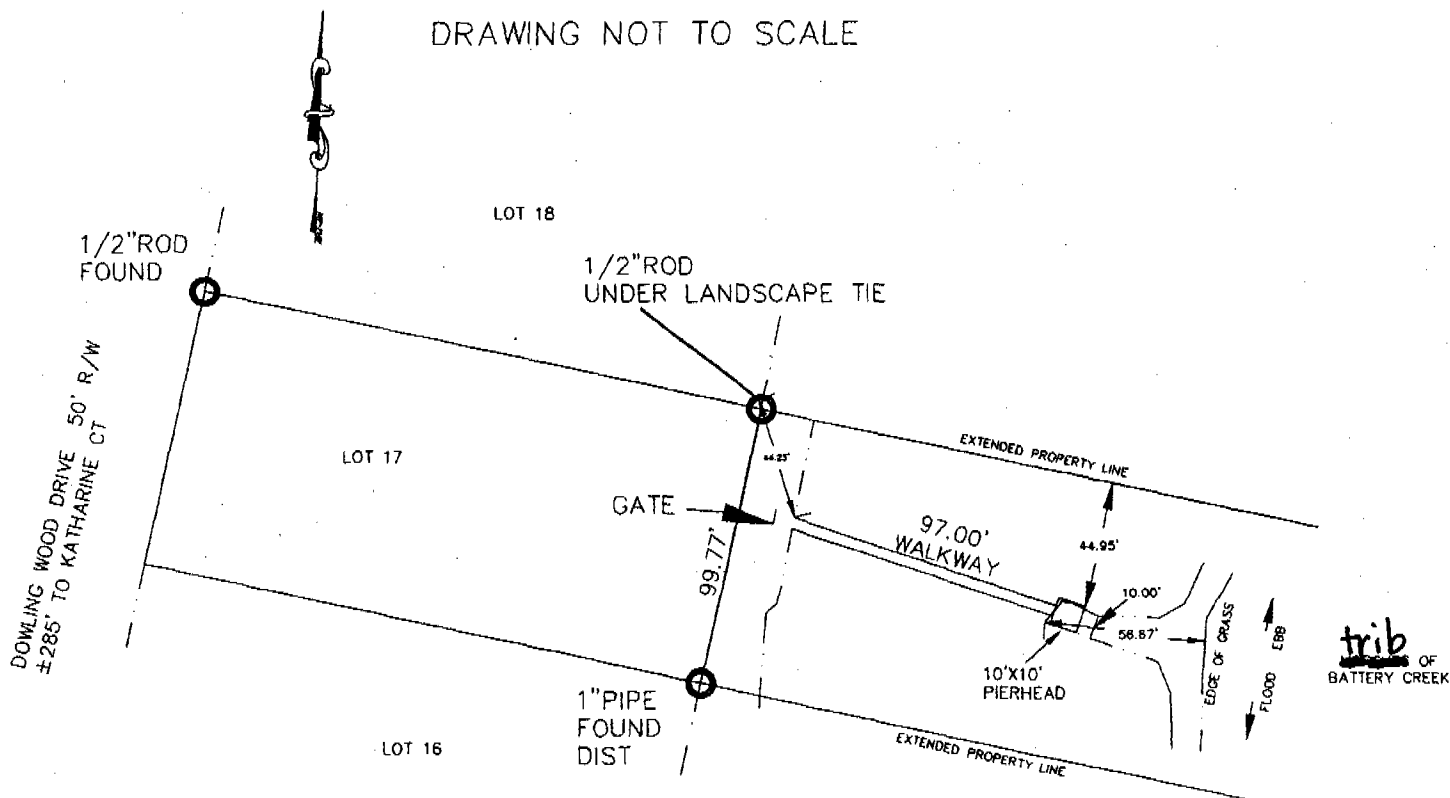 DRAWING NOT TO SCALE
LOT 18
1/2"ROD
FOUND
1/2"ROD
UNDER LANDSCAPE TIE
DOWLING WOOD DRIVE 50' R/W
±285' TO KATHARINE CT
LOT 17
EXTENDED PROPERTY LINE
GATE
99.77'
97.00'
WALKWAY
44.95'
10.00'
56.87'
10'X10'
PIERHEAD
EDGE OF GRASS
FLOOD EBB
trib
OF
BATTERY CREEK
1"PIPE
FOUND
DIST
LOT 16
EXTENDED PROPERTY LINE